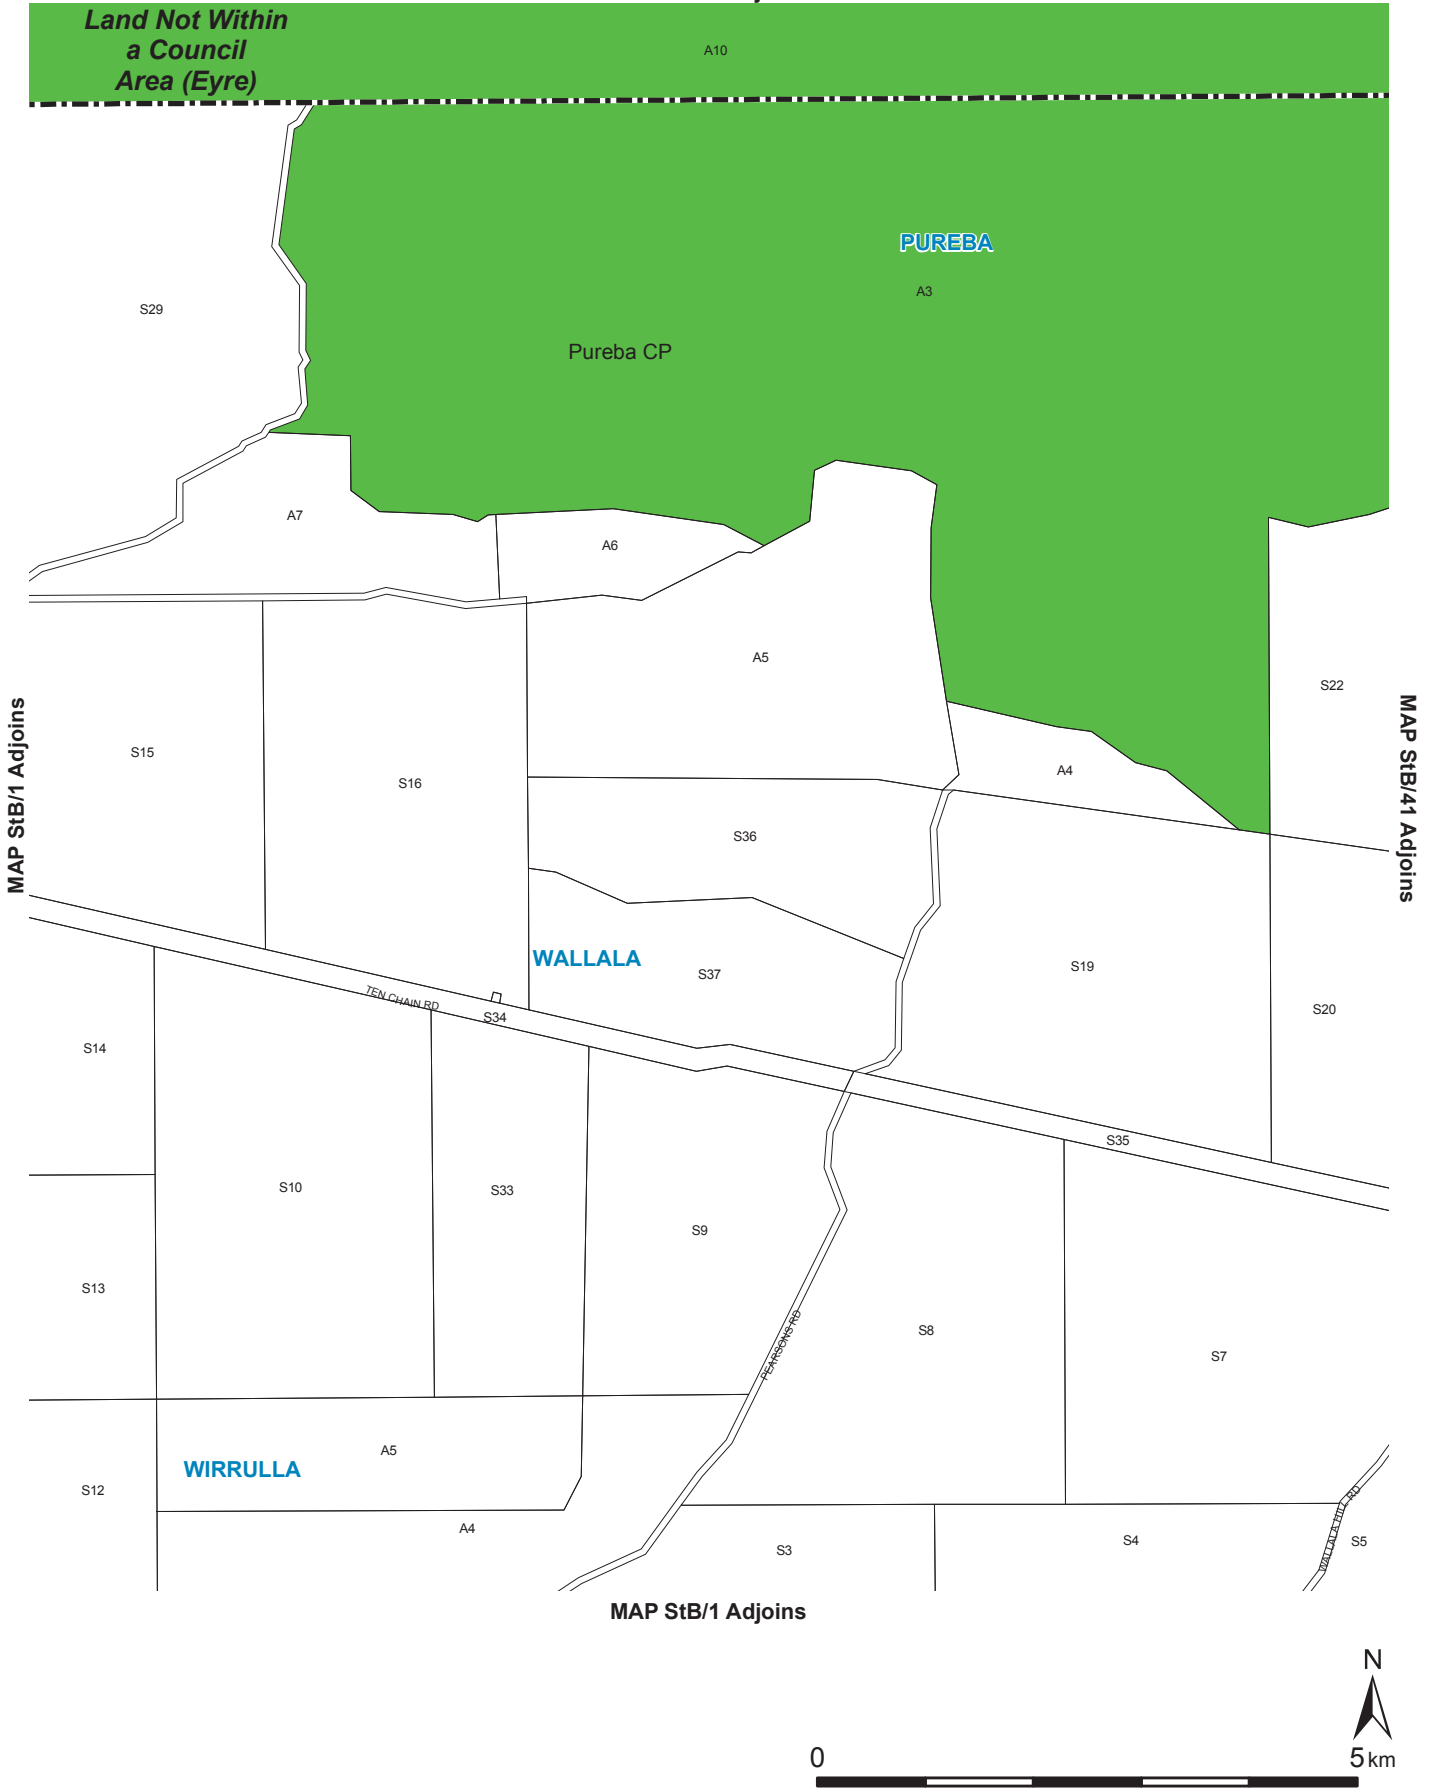 Land Not Within
a Council
Area (Eyre)
A10
PUREBA
A3
S29
Pureba CP
A7
A6
A5
S22
MAP StB/1 Adjoins
MAP StB/41 Adjoins
S15
S16
A4
S36
WALLALA
S37
S19
TEN CHAIN RD
S34
S20
S14
S35
S10
S33
S9
S13
PEARSONS RD
S8
S7
A5
WIRRULLA
S12
WALLALA HILL RD
A4
S3
S4
S5
MAP StB/1 Adjoins
N
0
5 km